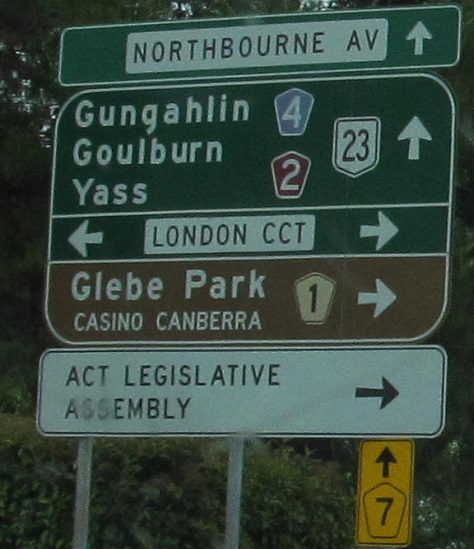 NORTHBOURNE AV
Gungahlin 4
Goulburn 23
Yass 2
LONDON CCT
Glebe Park 1
CASINO CANBERRA
ACT LEGISLATIVE
ASSEMBLY
7